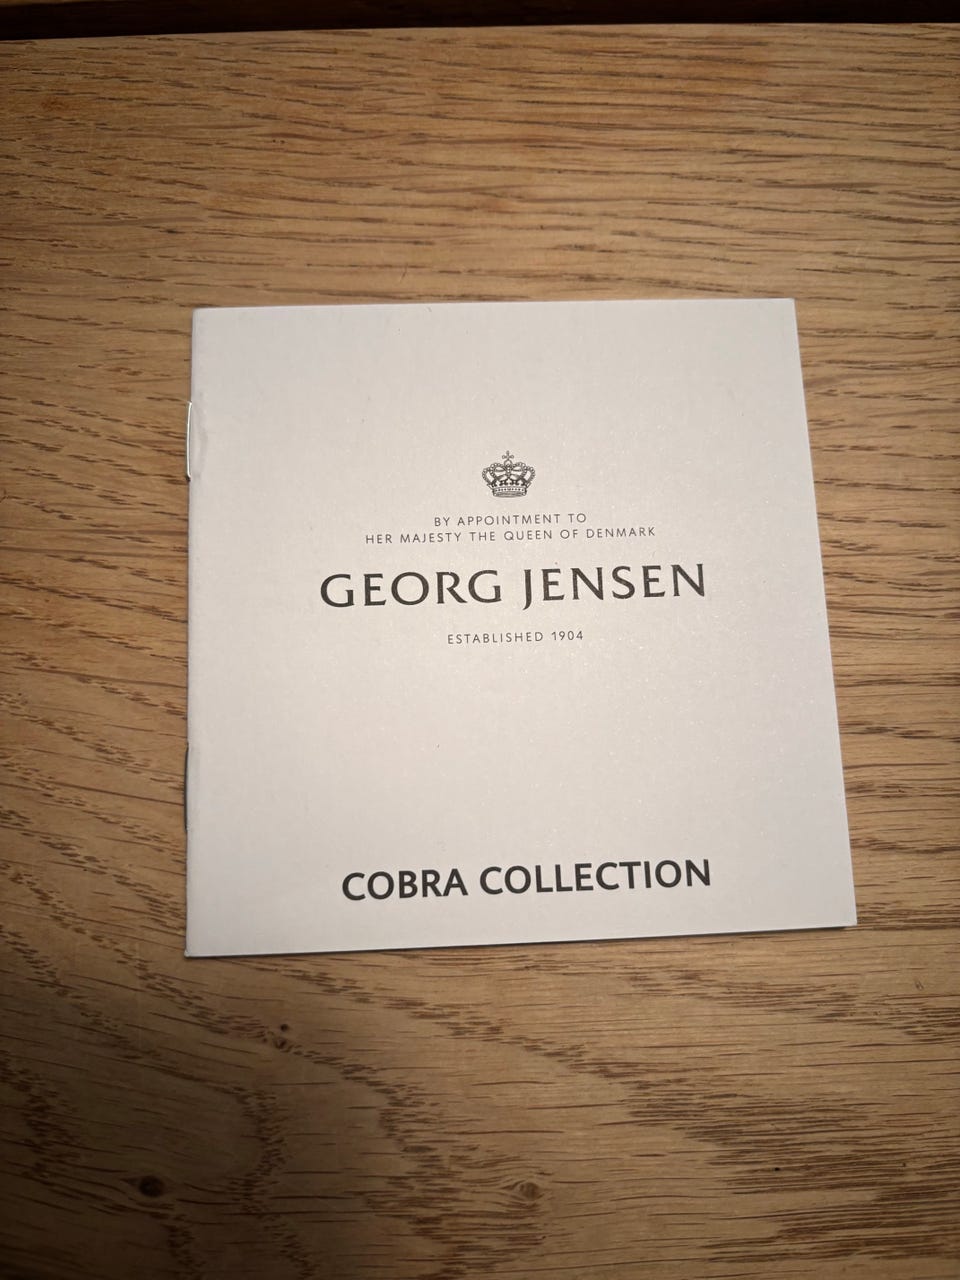 BY APPOINTMENT TO
HER MAJESTY THE QUEEN OF DENMARK
GEORG JENSEN
ESTABLISHED 1904
COBRA COLLECTION